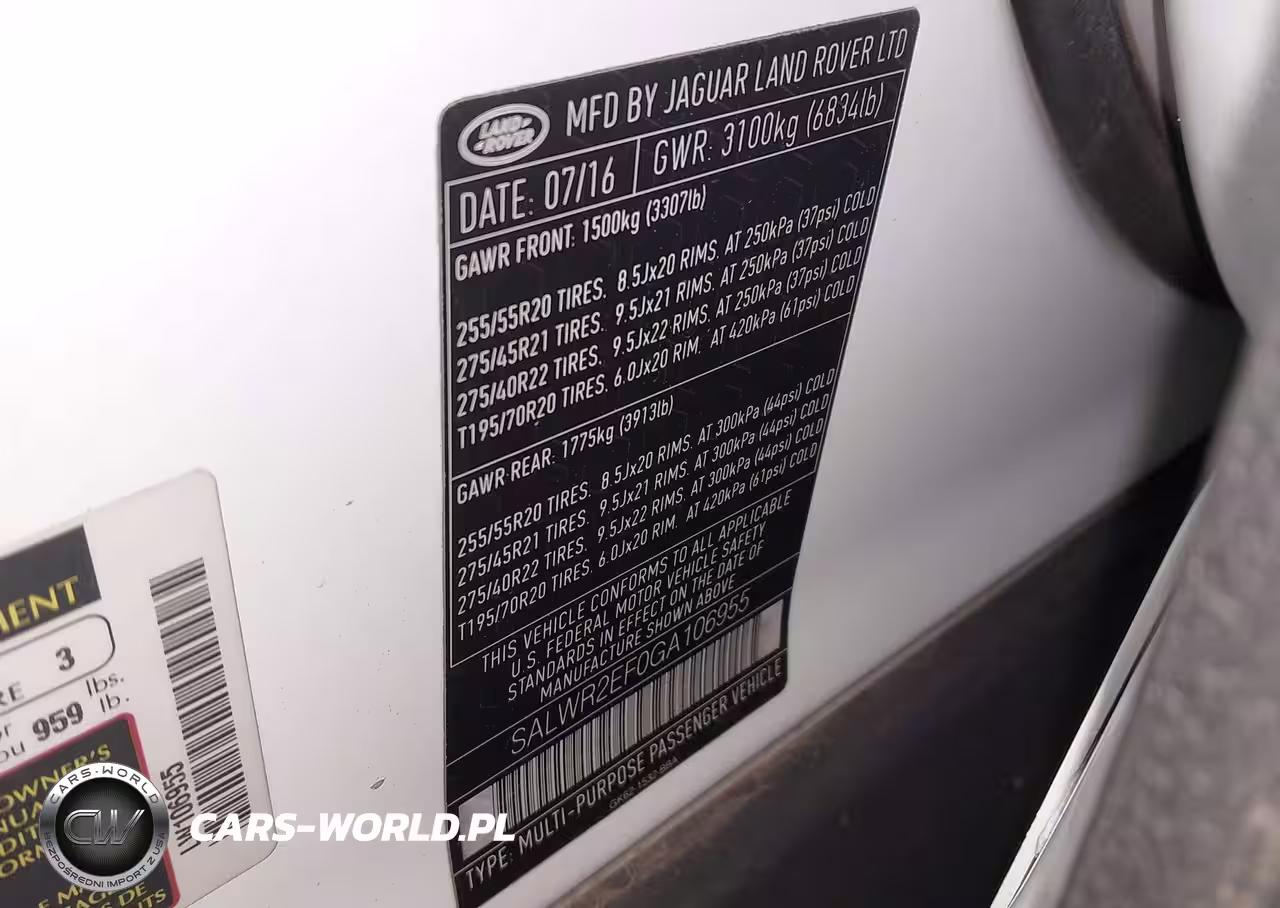 LAND-
-ROVER
MFD BY JAGUAR LAND ROVER LTD
DATE: 07/16
GWR: 3100kg (6834lb)
GAWR FRONT: 1500kg (3307lb)
255/55R20 TIRES. 8.5Jx20 RIMS. AT 250kPa (37psi) COLD
275/45R21 TIRES. 9.5Jx21 RIMS. AT 250kPa (37psi) COLD
275/40R22 TIRES. 9.5Jx22 RIMS. AT 250kPa (37psi) COLD
T195/70R20 TIRES. 6.0Jx20 RIM. AT 420kPa (61psi) COLD
GAWR REAR: 1775kg (3913lb)
255/55R20 TIRES. 8.5Jx20 RIMS. AT 300kPa (44psi) COLD
275/45R21 TIRES. 9.5Jx21 RIMS. AT 300kPa (44psi) COLD
275/40R22 TIRES. 9.5Jx22 RIMS. AT 300kPa (44psi) COLD
T195/70R20 TIRES. 6.0Jx20 RIM. AT 420kPa (61psi) COLD
THIS VEHICLE CONFORMS TO ALL APPLICABLE
U.S. FEDERAL MOTOR VEHICLE SAFETY
STANDARDS IN EFFECT ON THE DATE OF
MANUFACTURE SHOWN ABOVE
SALWR2EF0GA106955
TYPE: MULTI-PURPOSE PASSENGER VEHICLE
3
lbs.
959 lb.
OWNER'S
CARS-WORLD
CW
BEZPOŚREDNI IMPORT Z USA
CARS-WORLD.PL